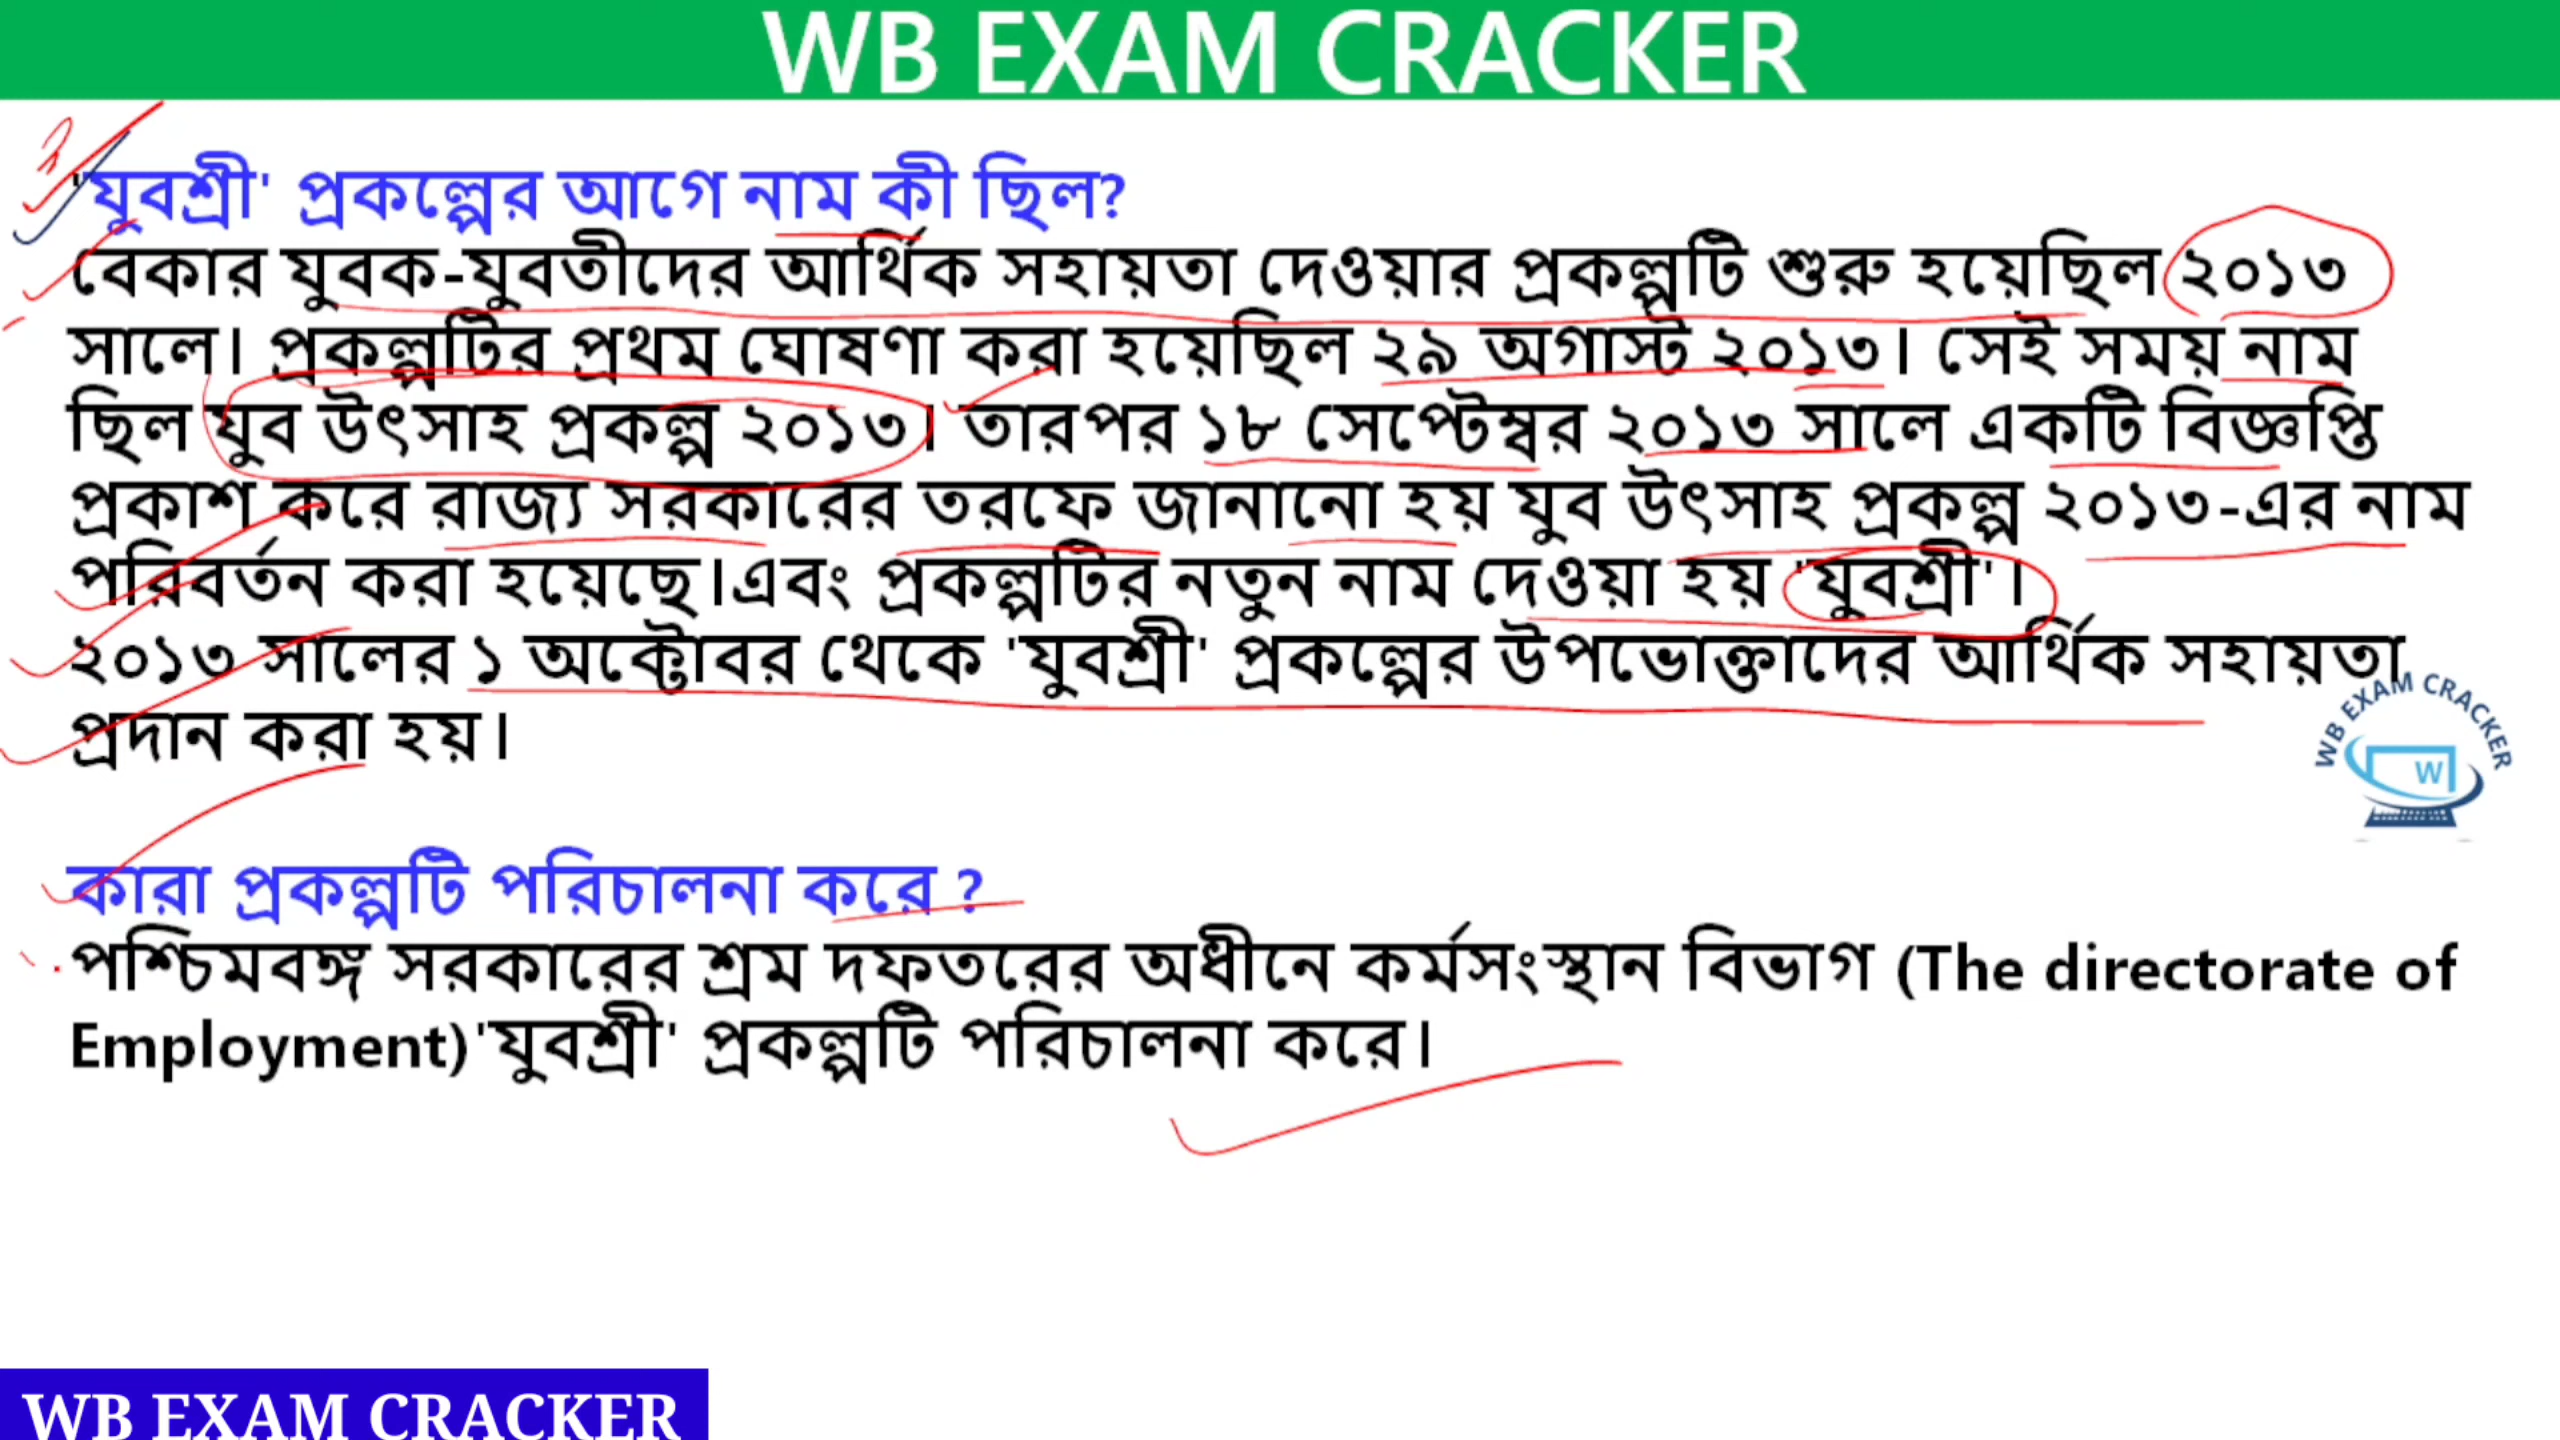 WB EXAM CRACKER
'যুবশ্রী' প্রকল্পের আগে নাম কী ছিল?
বেকার যুবক-যুবতীদের আর্থিক সহায়তা দেওয়ার প্রকল্পটি শুরু হয়েছিল ২০১৩
সালে। প্রকল্পটির প্রথম ঘোষণা করা হয়েছিল ২৯ অগাস্ট ২০১৩। সেই সময় নাম
ছিল যুব উৎসাহ প্রকল্প ২০১৩। তারপর ১৮ সেপ্টেম্বর ২০১৩ সালে একটি বিজ্ঞপ্তি
প্রকাশ করে রাজ্য সরকারের তরফে জানানো হয় যুব উৎসাহ প্রকল্প ২০১৩-এর নাম
পরিবর্তন করা হয়েছে।এবং প্রকল্পটির নতুন নাম দেওয়া হয় 'যুবশ্রী'।
২০১৩ সালের ১ অক্টোবর থেকে 'যুবশ্রী' প্রকল্পের উপভোক্তাদের আর্থিক সহায়তা
প্রদান করা হয়।
WB EXAM CRACKER
W
কারা প্রকল্পটি পরিচালনা করে ?
পশ্চিমবঙ্গ সরকারের শ্রম দফতরের অধীনে কর্মসংস্থান বিভাগ (The directorate of
Employment)'যুবশ্রী' প্রকল্পটি পরিচালনা করে।
WB EXAM CRACKER